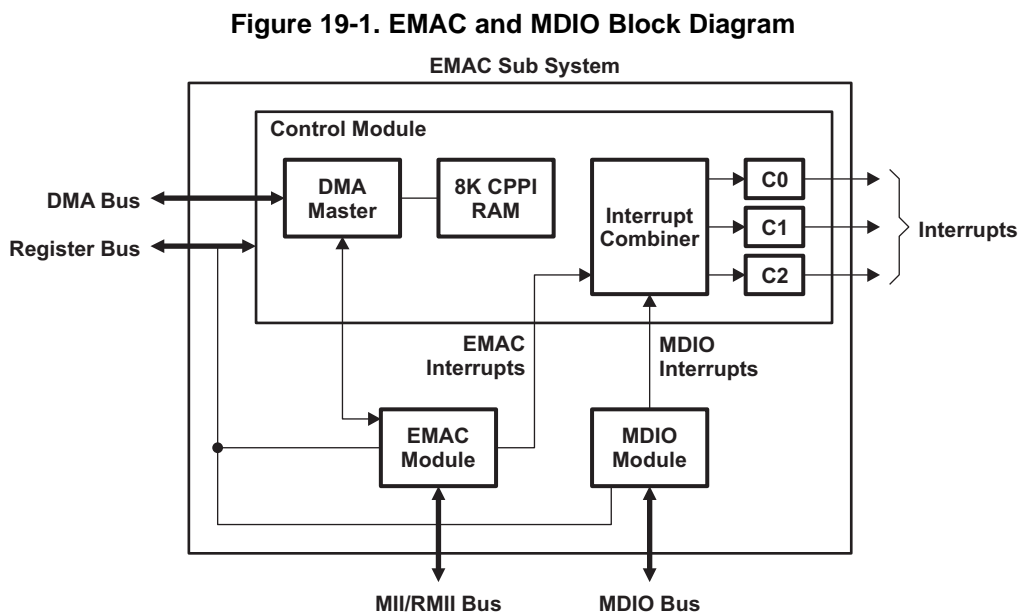 Figure 19-1. EMAC and MDIO Block Diagram
EMAC Sub System
Control Module
DMA Bus
Register Bus
DMA
Master
8K CPPI
RAM
Interrupt
Combiner
C0
C1
C2
Interrupts
EMAC
Interrupts
MDIO
Interrupts
EMAC
Module
MDIO
Module
MII/RMII Bus
MDIO Bus